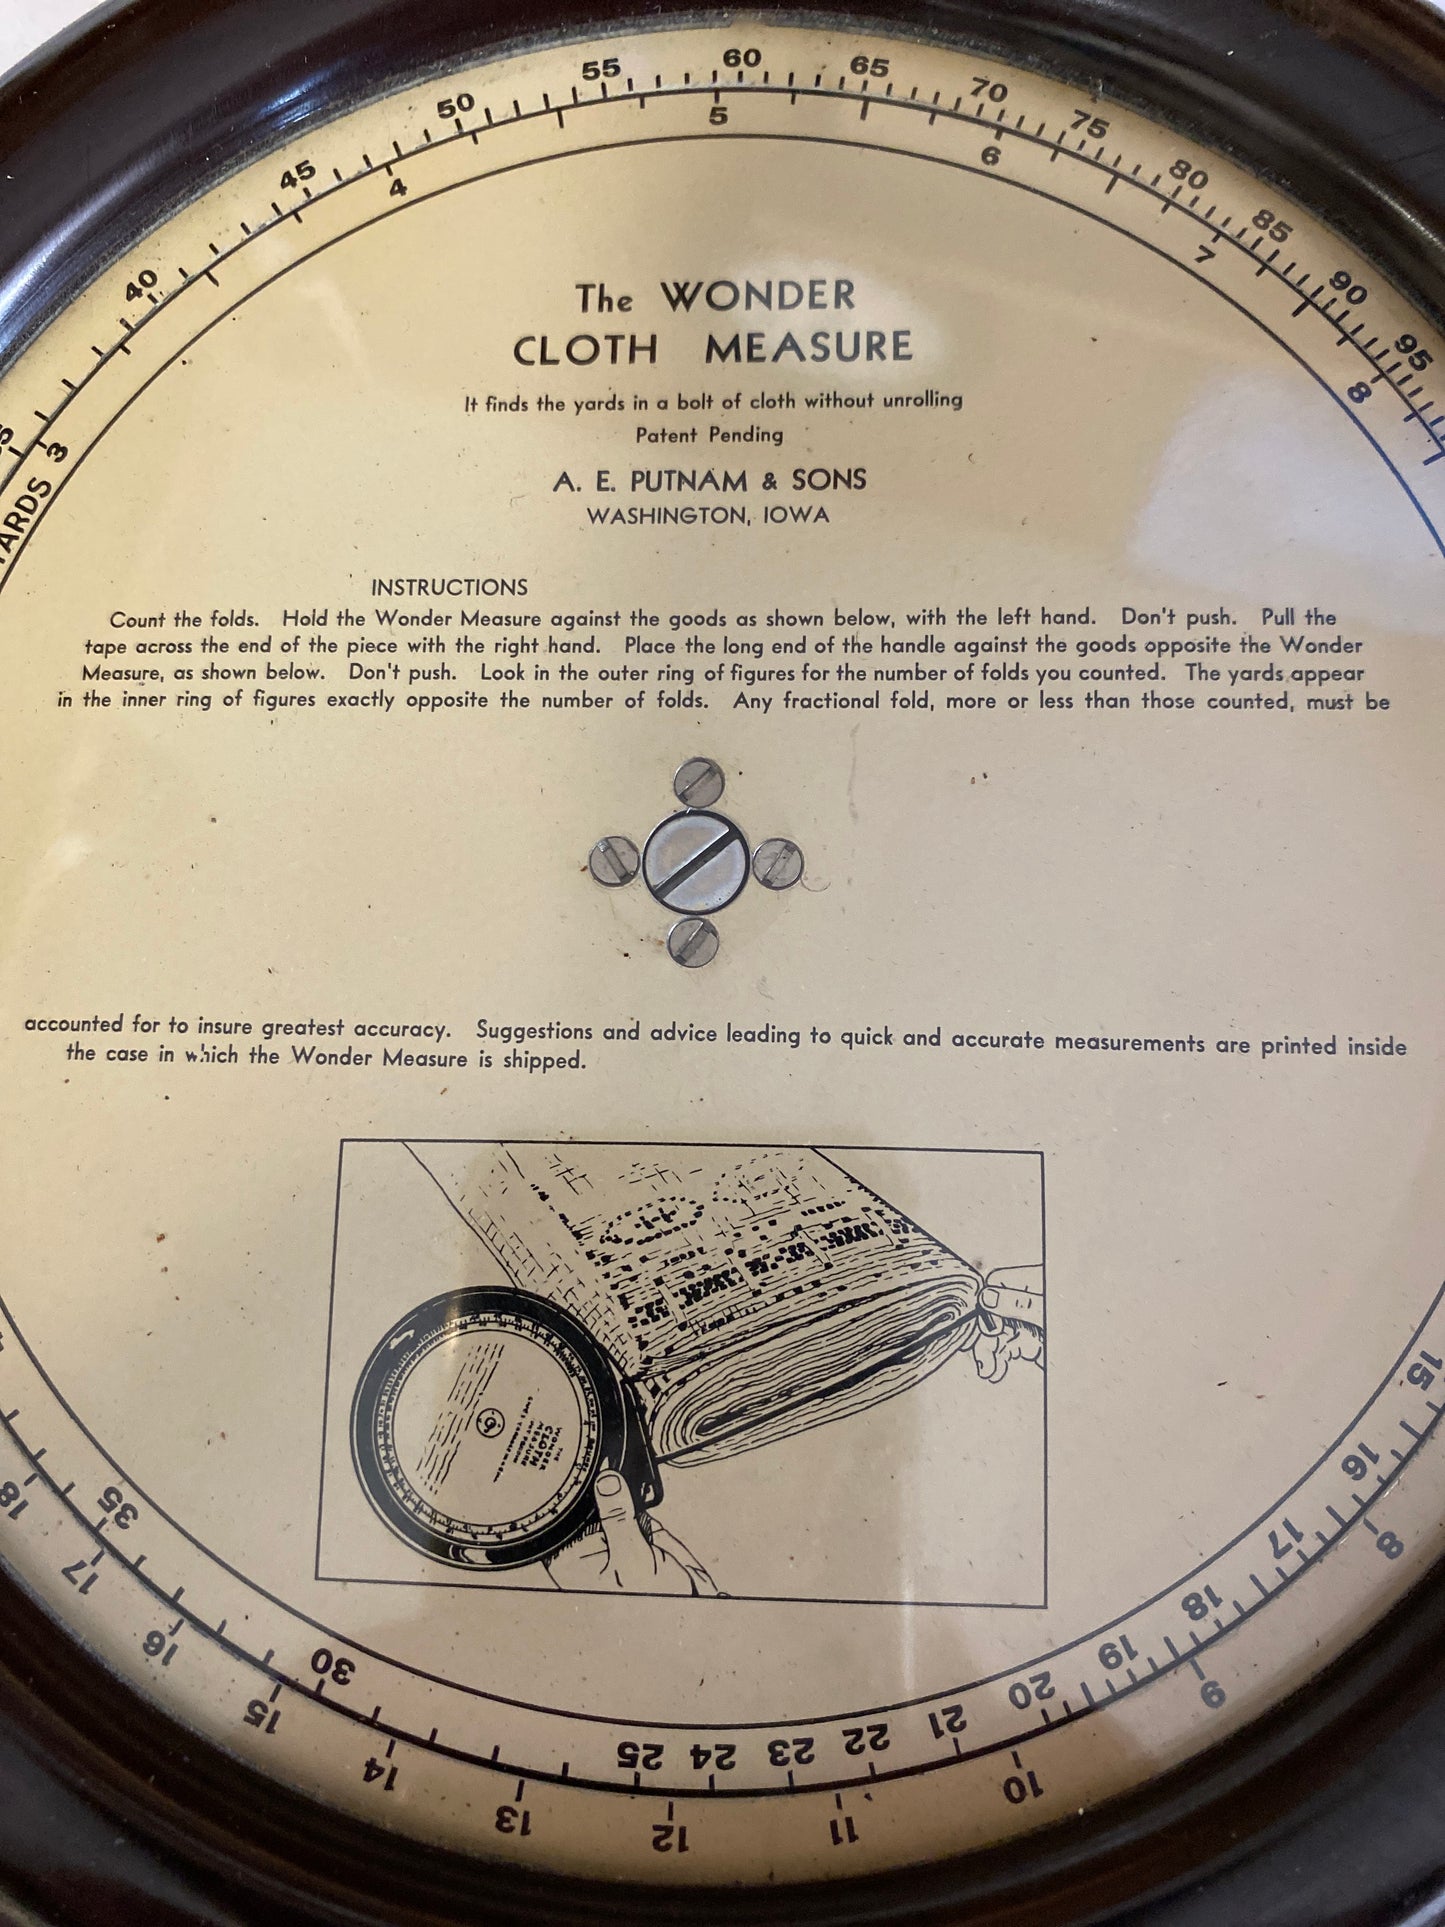 The WONDER
CLOTH MEASURE
It finds the yards in a bolt of cloth without unrolling
Patent Pending
A. E. PUTNAM & SONS
WASHINGTON, IOWA
INSTRUCTIONS
Count the folds. Hold the Wonder Measure against the goods as shown below, with the left hand. Don't push. Pull the
tape across the end of the piece with the right hand. Place the long end of the handle against the goods opposite the Wonder
Measure, as shown below. Don't push. Look in the outer ring of figures for the number of folds you counted. The yards appear
in the inner ring of figures exactly opposite the number of folds. Any fractional fold, more or less than those counted, must be
accounted for to insure greatest accuracy. Suggestions and advice leading to quick and accurate measurements are printed inside
the case in which the Wonder Measure is shipped.
40 45 50 55 60 65 70 75 80 85 90 95
YARDS 3 4 5 6 7 8
15 16 17 18 19 20 21 22 23 24 25 30 35
8 9 10 11 12 13 14 15 16 17 18
THE
WONDER
CLOTH
MEASURE